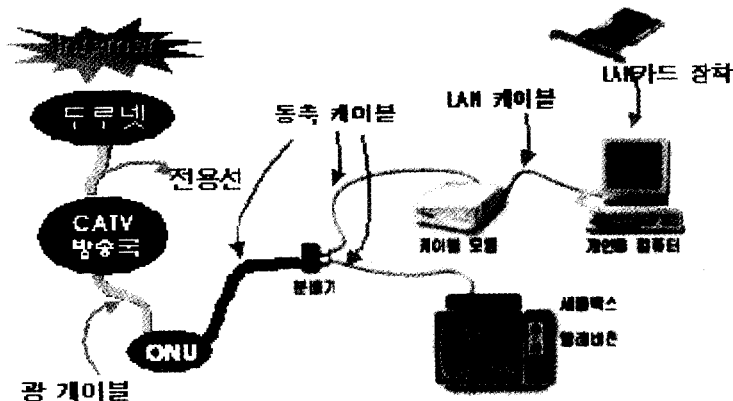 Internet
두루넷
전용선
CATV
방송국
ONU
광 케이블
동축 케이블
분배기
LAN 케이블
케이블 모뎀
LAN카드 장착
개인용 컴퓨터
셋톱박스
텔레비전